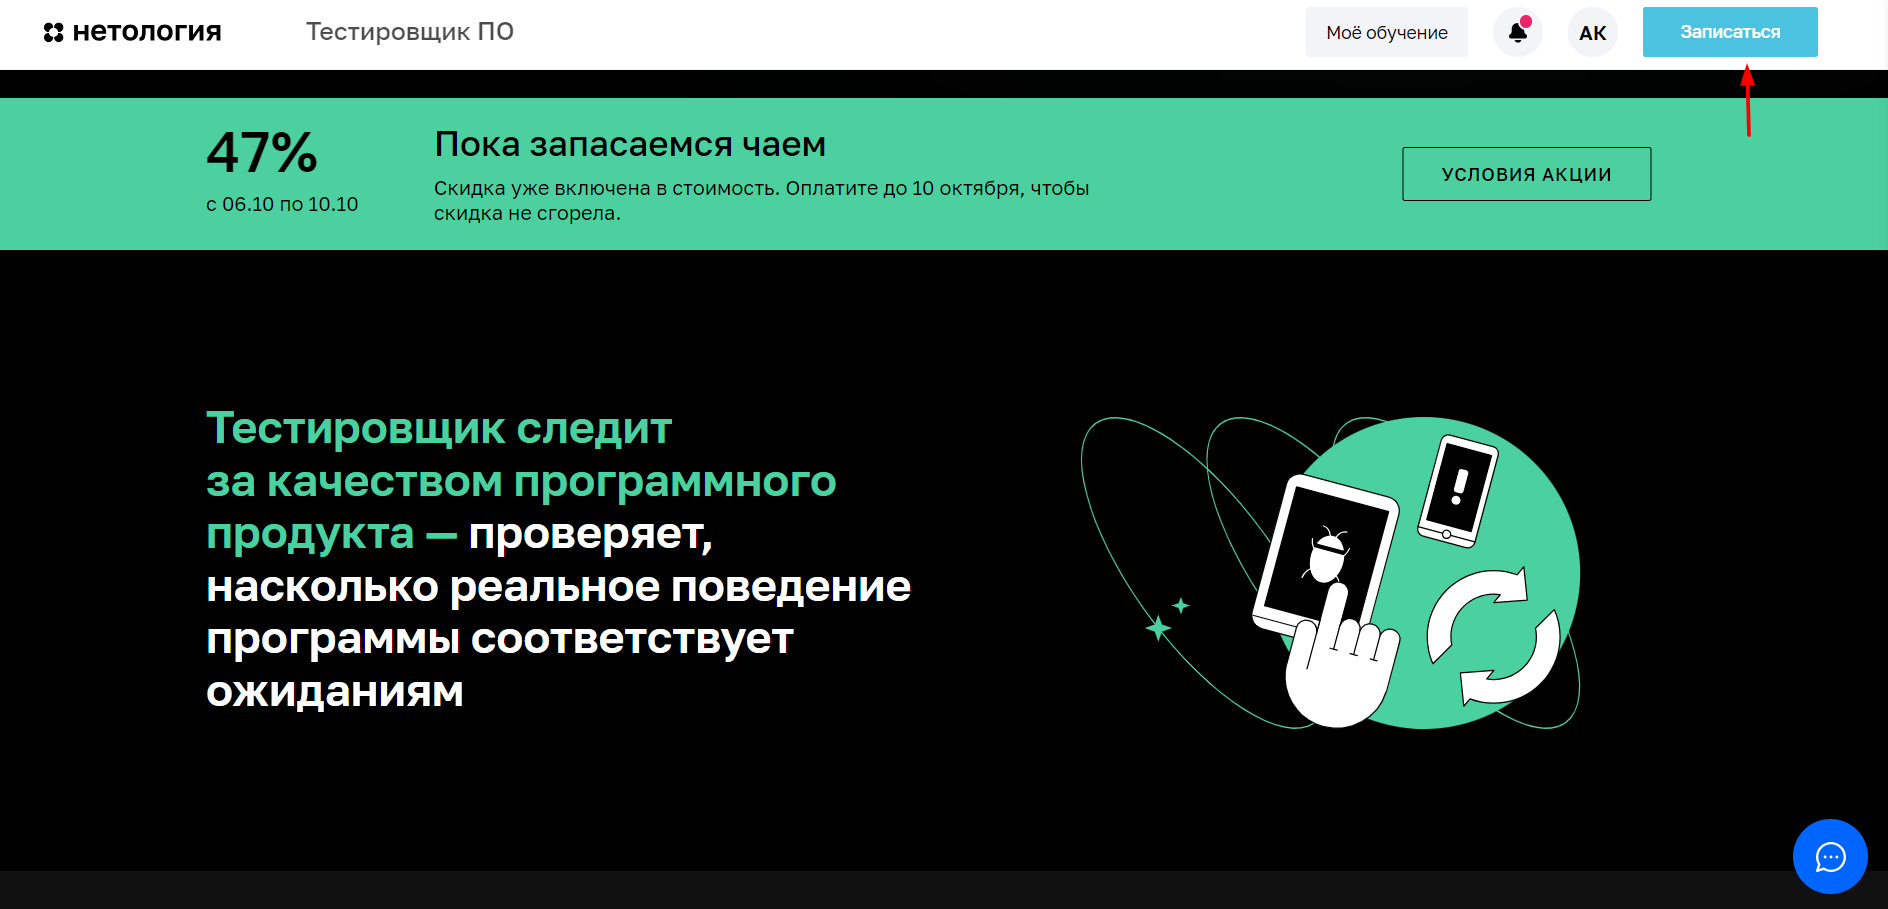 нетология
Тестировщик ПО
Моё обучение
АК
Записаться
47%
с 06.10 по 10.10
Пока запасаемся чаем
Скидка уже включена в стоимость. Оплатите до 10 октября, чтобы
скидка не сгорела.
УСЛОВИЯ АКЦИИ
Тестировщик следит
за качеством программного
продукта — проверяет,
насколько реальное поведение
программы соответствует
ожиданиям